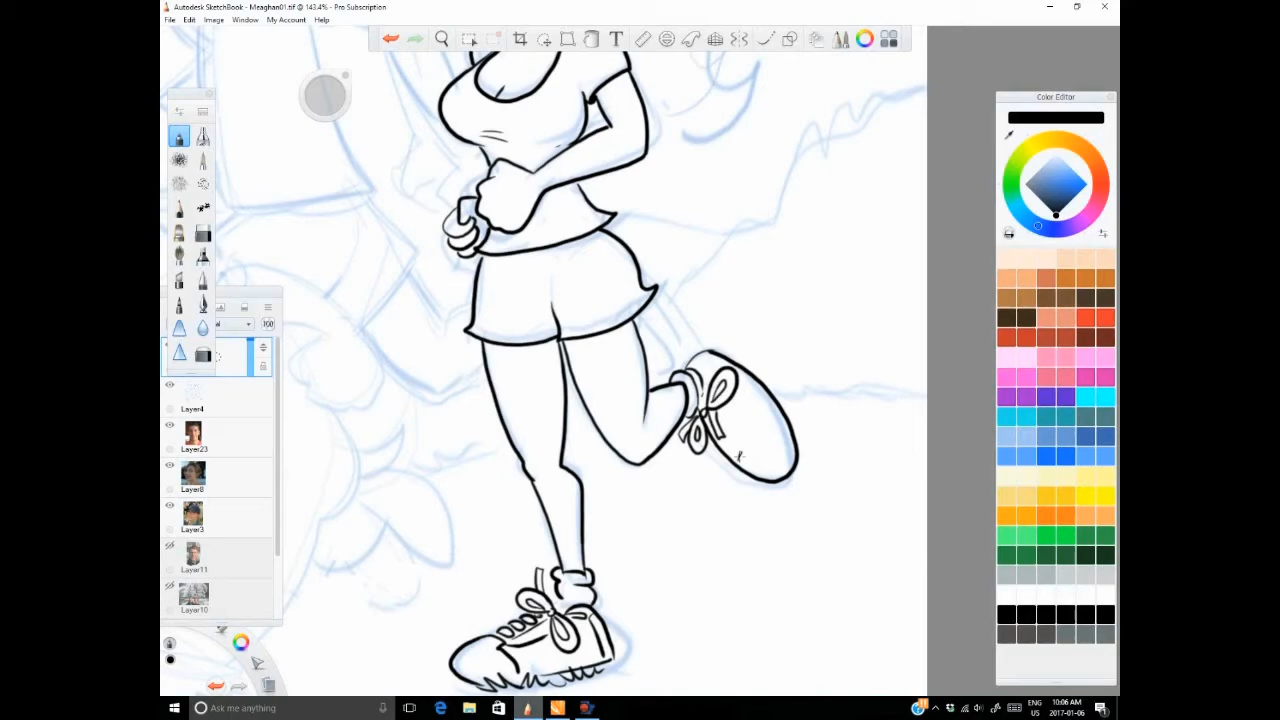 Autodesk SketchBook - Meaghan01.tif @ 143.4% - Pro Subscription
File Edit Image Window My Account Help
T
Color Editor
100
Layer4
Layer23
Layer8
Layer3
Layer11
Layer10
Ask me anything
ENG
US
10:06 AM
2017-01-06